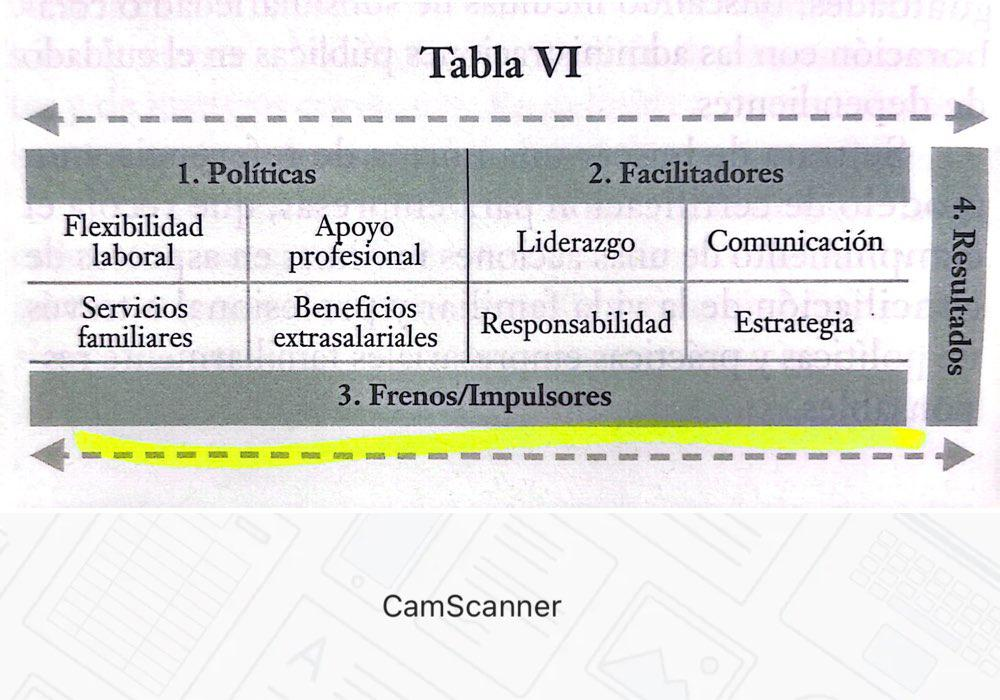 Tabla VI
1. Políticas
2. Facilitadores
Flexibilidad
laboral
Apoyo
profesional
Liderazgo
Comunicación
Servicios
familiares
Beneficios
extrasalariales
Responsabilidad
Estrategia
3. Frenos/Impulsores
4. Resultados
CamScanner